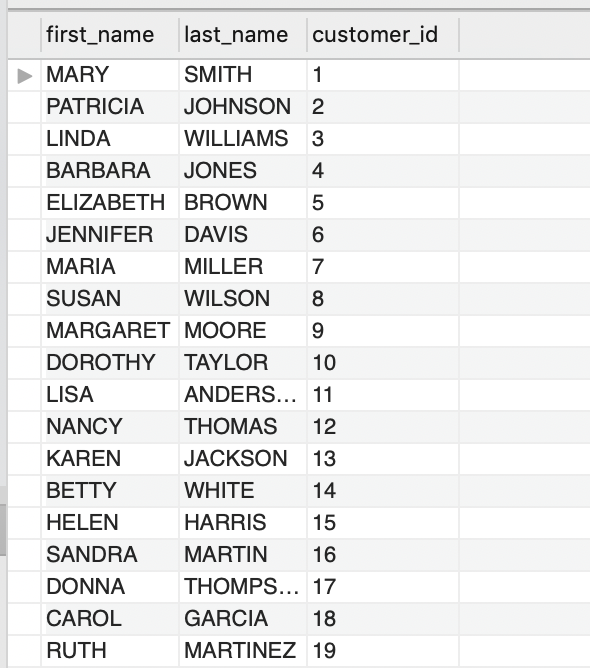 first_name last_name customer_id
MARY SMITH 1
PATRICIA JOHNSON 2
LINDA WILLIAMS 3
BARBARA JONES 4
ELIZABETH BROWN 5
JENNIFER DAVIS 6
MARIA MILLER 7
SUSAN WILSON 8
MARGARET MOORE 9
DOROTHY TAYLOR 10
LISA ANDERS... 11
NANCY THOMAS 12
KAREN JACKSON 13
BETTY WHITE 14
HELEN HARRIS 15
SANDRA MARTIN 16
DONNA THOMPS... 17
CAROL GARCIA 18
RUTH MARTINEZ 19